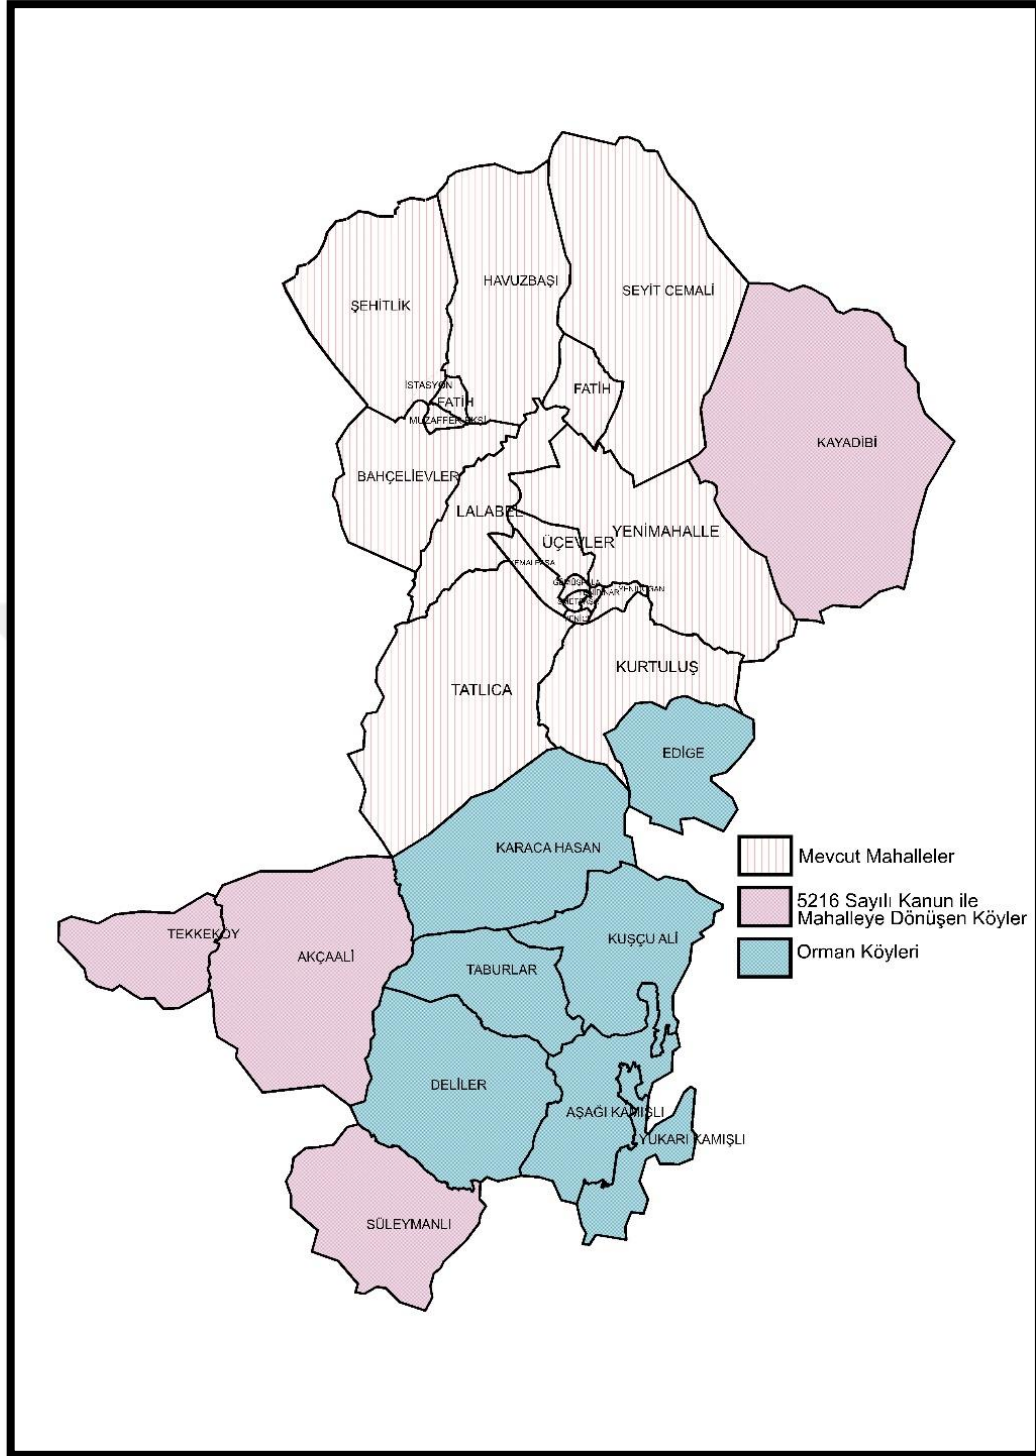 HAVUZBAŞI
SEYİT CEMALİ
ŞEHİTLİK
İSTASYON
FATİH
FATİH
KAYADİBİ
BAHÇELİEVLER
LALABEL
YENİMAHALLE
ÜÇEVLER
TATLICA
KURTULUŞ
EDİGE
KARACA HASAN
Mevcut Mahalleler
5216 Sayılı Kanun ile
Mahalleye Dönüşen Köyler
Orman Köyleri
TEKKEKÖY
AKÇAALİ
KUŞÇU ALİ
TABURLAR
DELİLER
AŞAĞI KAMIŞLI
YUKARI KAMIŞLI
SÜLEYMANLI